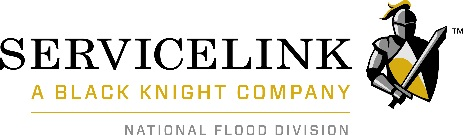 SERVICELINK
A BLACK KNIGHT COMPANY
NATIONAL FLOOD DIVISION
TM